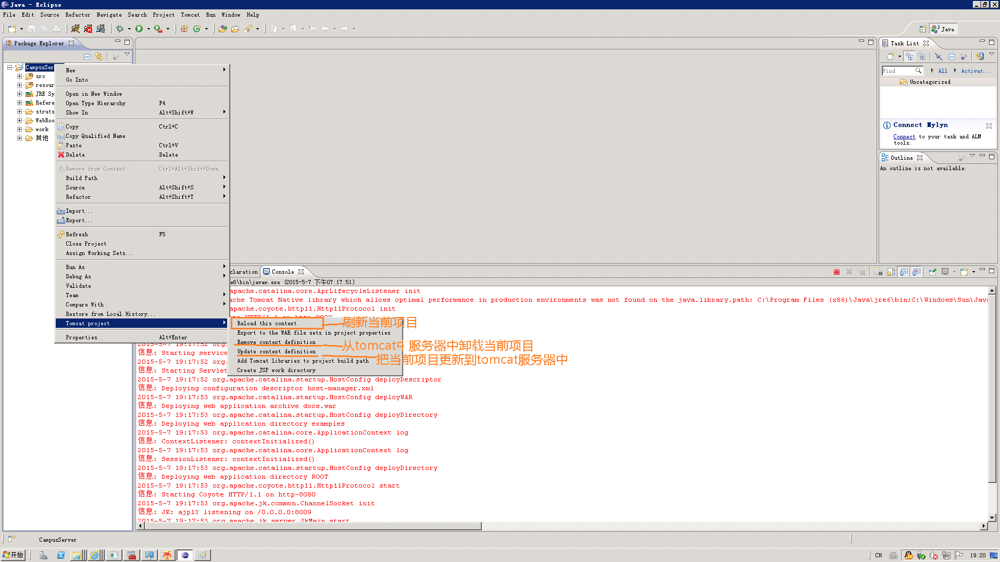 Java - Eclipse
File Edit Source Refactor Navigate Search Project Tomcat Run Window Help
Java
Package Explorer
CampusSer
src
resour
JRE Sy
Refere
struts
WebRoo
work
其他
New
Go Into
Open in New Window
Open Type Hierarchy F4
Show In Alt+Shift+W
Copy Ctrl+C
Copy Qualified Name
Paste Ctrl+V
Delete Delete
Remove from Context Ctrl+Alt+Shift+Down
Build Path
Source Alt+Shift+S
Refactor Alt+Shift+T
Import...
Export...
Refresh F5
Close Project
Assign Working Sets...
Run As
Debug As
Validate
Team
Compare With
Restore from Local History...
Tomcat project
Properties Alt+Enter
Reload this context
Export to the WAR file sets in project properties
Remove context definition
Update context definition
Add Tomcat libraries to project build path
Create JSP work directory
刷新当前项目
从tomcat中 服务器中卸载当前项目
把当前项目更新到tomcat服务器中
Task List
Find All Activat...
Uncategorized
Connect Mylyn
Connect to your task and ALM
tools.
Outline
An outline is not available.
claration Console
e6\bin\javaw.exe (2015-5-7 下午07:17:51)
apache.catalina.core.AprLifecycleListener init
ache Tomcat Native library which allows optimal performance in production environments was not found on the java.library.path: C:\Program Files (x86)\Java\jre6\bin;C:\Windows\Sun\Java
apache.coyote.http11.Http11Protocol init
2015-5-7 19:17:52
信息: Starting service
2015-5-7 19:17:52
信息: Starting Servlet
2015-5-7 19:17:52 org.apache.catalina.startup.HostConfig deployDescriptor
信息: Deploying configuration descriptor host-manager.xml
2015-5-7 19:17:53 org.apache.catalina.startup.HostConfig deployWAR
信息: Deploying web application archive docs.war
2015-5-7 19:17:53 org.apache.catalina.startup.HostConfig deployDirectory
信息: Deploying web application directory examples
2015-5-7 19:17:53 org.apache.catalina.core.ApplicationContext log
信息: ContextListener: contextInitialized()
2015-5-7 19:17:53 org.apache.catalina.core.ApplicationContext log
信息: SessionListener: contextInitialized()
2015-5-7 19:17:53 org.apache.catalina.startup.HostConfig deployDirectory
信息: Deploying web application directory ROOT
2015-5-7 19:17:53 org.apache.coyote.http11.Http11Protocol start
信息: Starting Coyote HTTP/1.1 on http-8080
2015-5-7 19:17:53 org.apache.jk.common.ChannelSocket init
信息: JK: ajp13 listening on /0.0.0.0:8009
2015-5-7 19:17:53 org.apache.jk.server.JkMain start
CampusServer
开始
CH
19:20